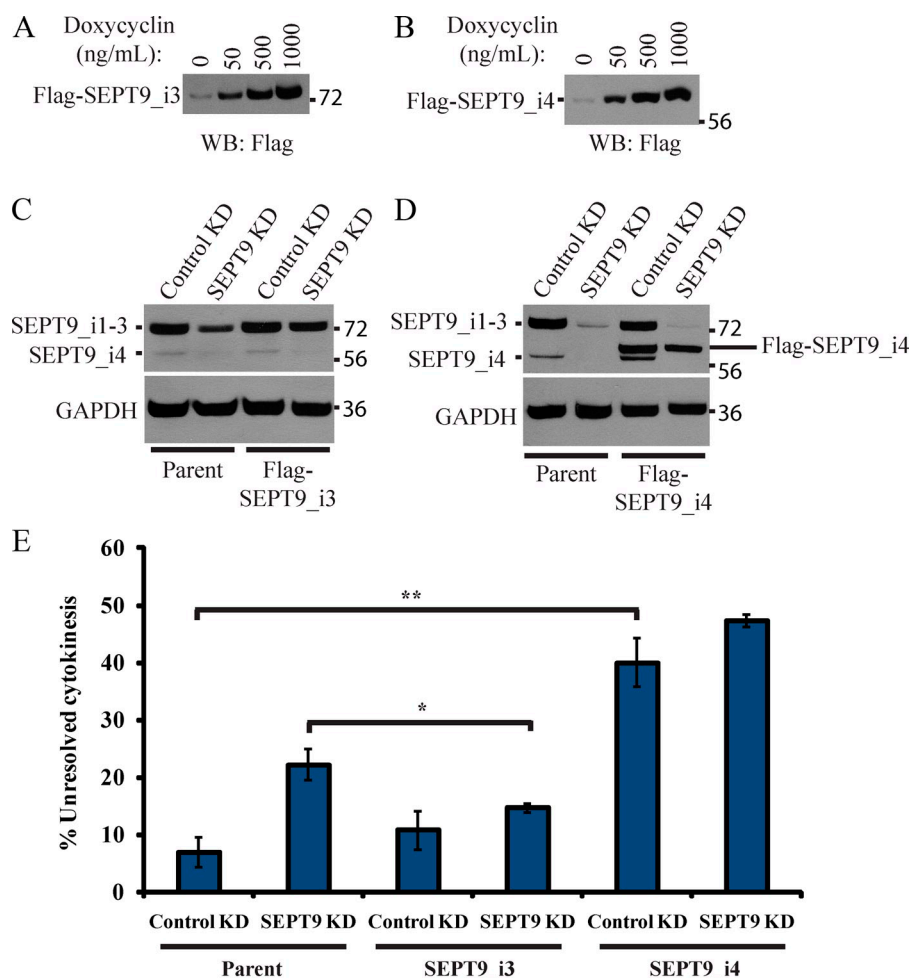 A
Doxycyclin
(ng/mL):
0
50
500
1000
Flag-SEPT9_i3
72
WB: Flag
B
Doxycyclin
(ng/mL):
0
50
500
1000
Flag-SEPT9_i4
56
WB: Flag
C
Control KD
SEPT9 KD
Control KD
SEPT9 KD
SEPT9_i1-3
72
SEPT9_i4
56
GAPDH
36
Parent
Flag-
SEPT9_i3
D
Control KD
SEPT9 KD
Control KD
SEPT9 KD
SEPT9_i1-3
72
Flag-SEPT9_i4
SEPT9_i4
56
GAPDH
36
Parent
Flag-
SEPT9_i4
E
% Unresolved cytokinesis
60
50
40
30
20
10
0
**
*
Control KD SEPT9 KD Control KD SEPT9 KD Control KD SEPT9 KD
Parent SEPT9_i3 SEPT9_i4